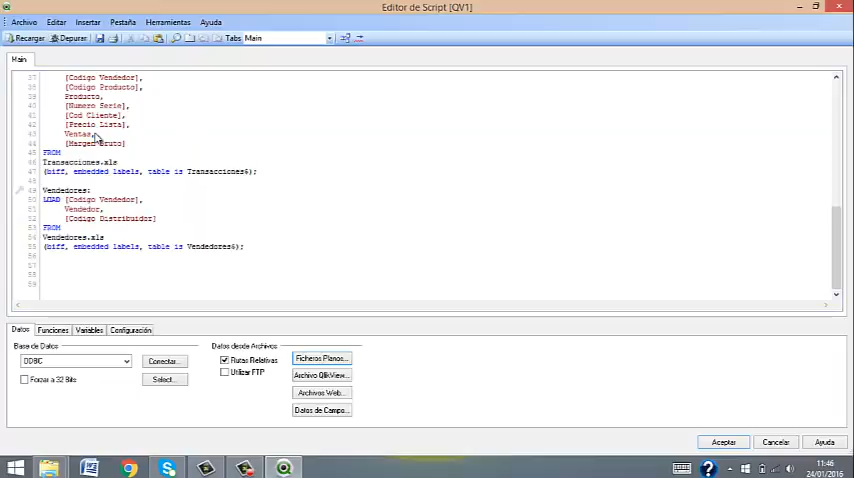 Editor de Script [QV1]
Archivo Editar Insertar Pestaña Herramientas Ayuda
Recargar Depurar Tabs Main
Main
37 [Codigo Vendedor],
38 [Codigo Producto],
39 Producto,
40 [Numero Serie],
41 [Cod Cliente],
42 [Precio Lista],
43 Ventas,
44 [Margen Bruto]
45 FROM
46 Transacciones.xls
47 (biff, embedded labels, table is Transacciones$);
48
49 Vendedores:
50 LOAD [Codigo Vendedor],
51 Vendedor,
52 [Codigo Distribuidor]
53 FROM
54 Vendedores.xls
55 (biff, embedded labels, table is Vendedores$);
56
57
58
59
Datos Funciones Variables Configuración
Base de Datos
ODBC Conectar...
Forzar a 32 Bits Select...
Datos desde Archivos
Rutas Relativas Ficheros Planos...
Utilizar FTP Archivo QlikView...
Archivos Web...
Datos de Campo...
Aceptar Cancelar Ayuda
11:46
24/01/2016